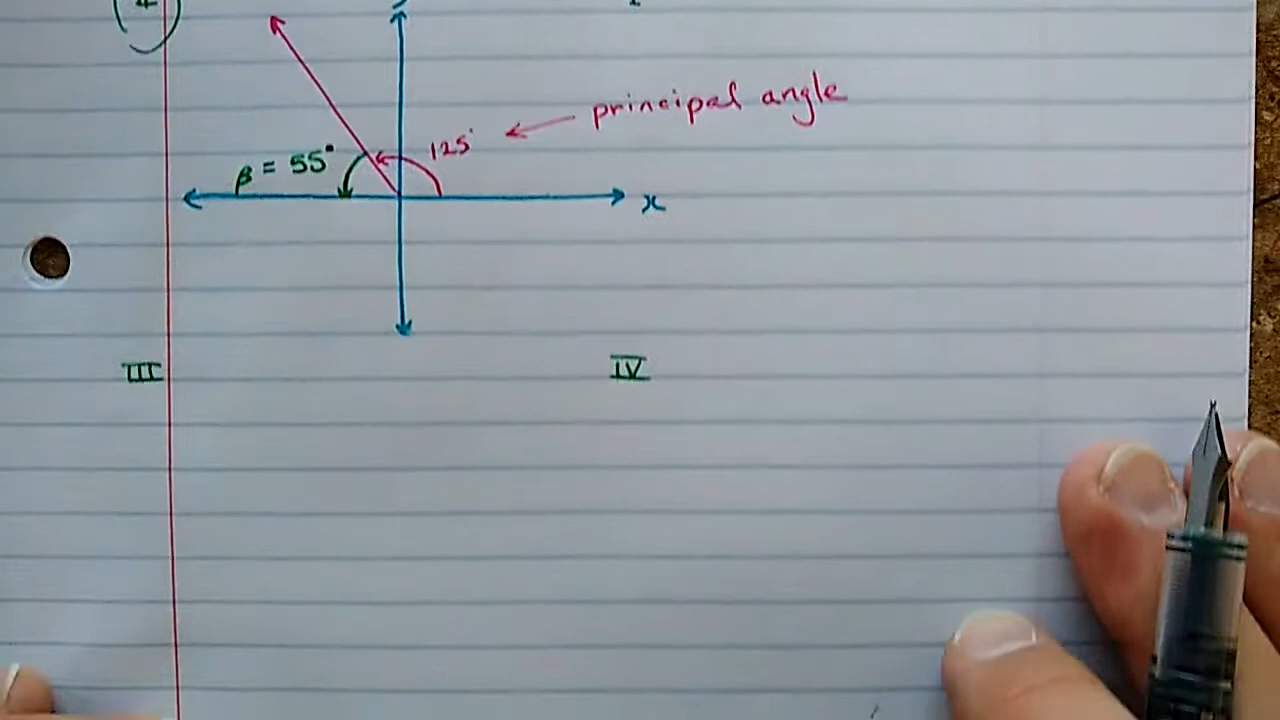 principal angle
125°
β = 55°
x
III
IV